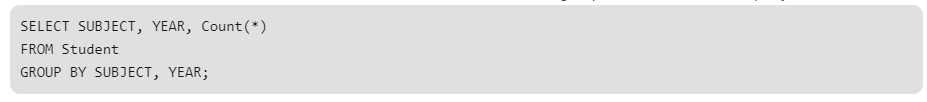 SELECT SUBJECT, YEAR, Count(*)
FROM Student
GROUP BY SUBJECT, YEAR;